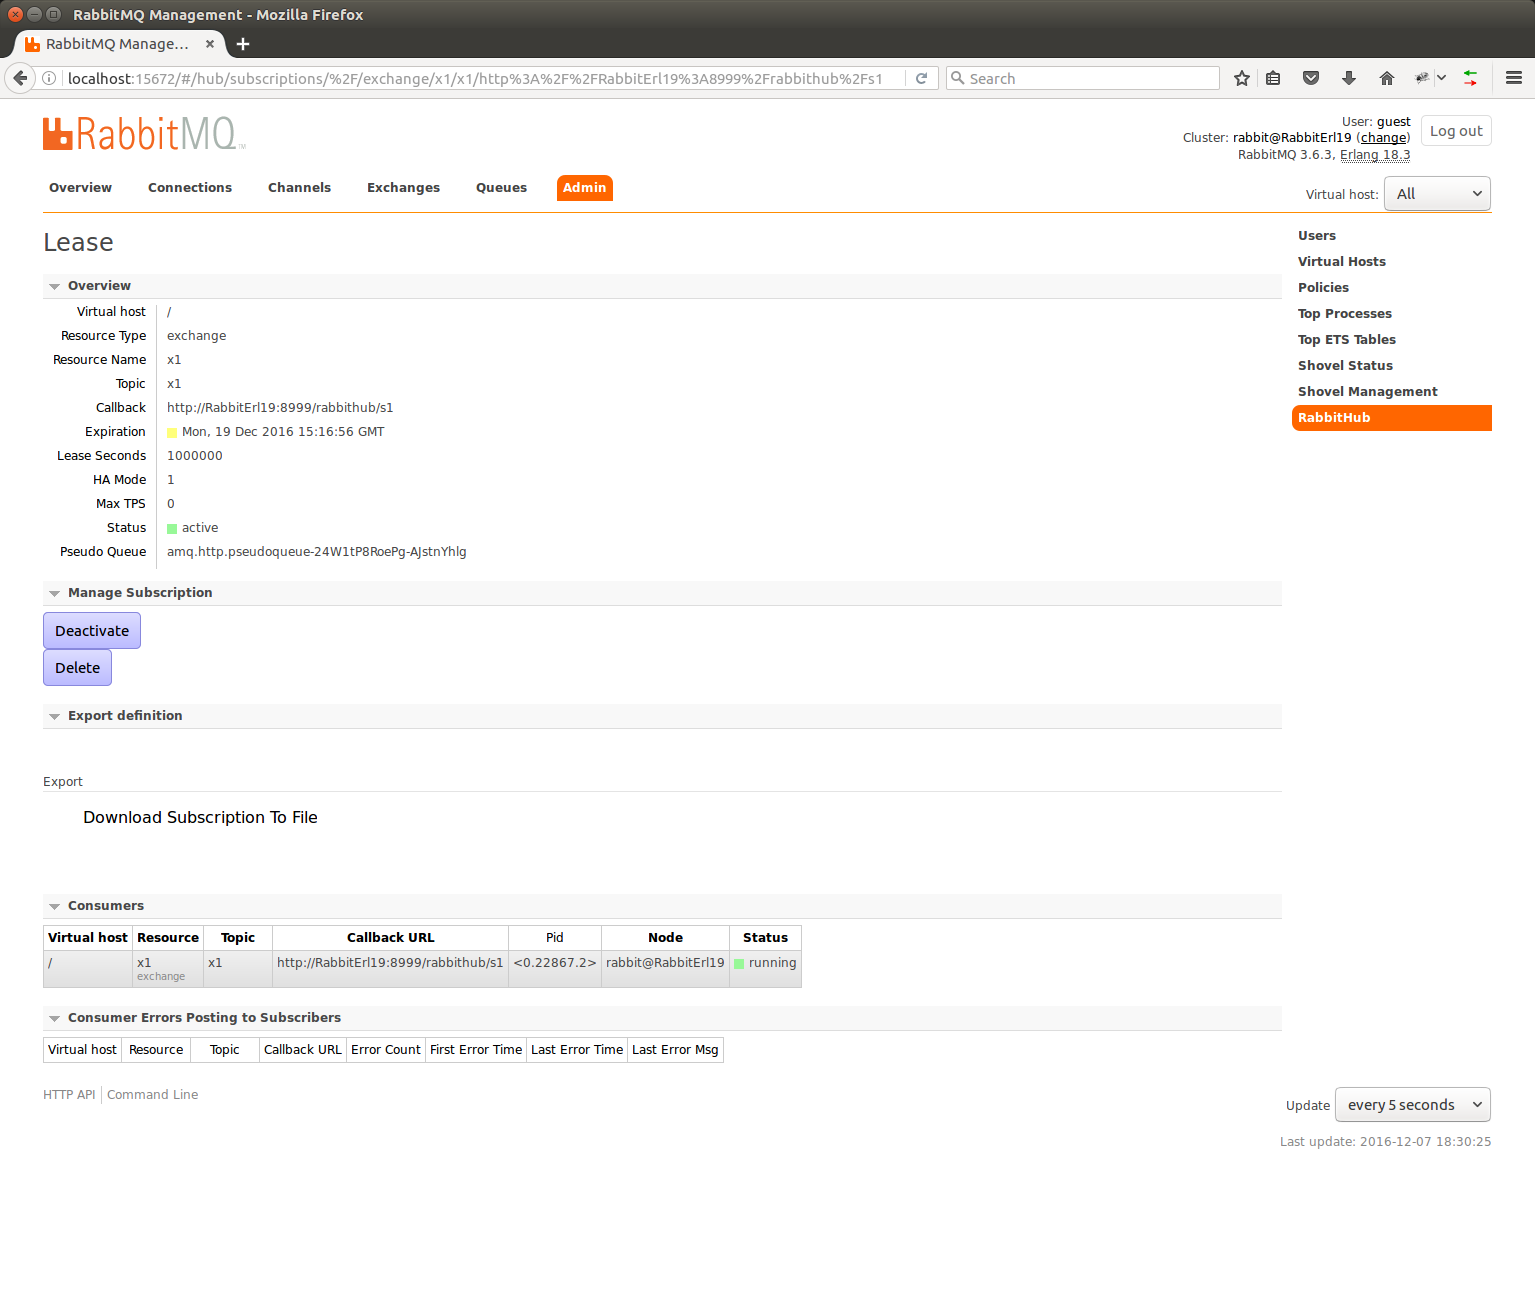 RabbitMQ Management - Mozilla Firefox
RabbitMQ Manage...
localhost:15672/#/hub/subscriptions/%2F/exchange/x1/x1/http%3A%2F%2FRabbitErl19%3A8999%2Frabbithub%2Fs1
Search
RabbitMQ™
User: guest
Cluster: rabbit@RabbitErl19 (change)
RabbitMQ 3.6.3, Erlang 18.3
Log out
Overview Connections Channels Exchanges Queues Admin
Virtual host: All
Lease
Users
Virtual Hosts
Policies
Top Processes
Top ETS Tables
Shovel Status
Shovel Management
RabbitHub
Overview
Virtual host /
Resource Type exchange
Resource Name x1
Topic x1
Callback http://RabbitErl19:8999/rabbithub/s1
Expiration Mon, 19 Dec 2016 15:16:56 GMT
Lease Seconds 1000000
HA Mode 1
Max TPS 0
Status active
Pseudo Queue amq.http.pseudoqueue-24W1tP8RoePg-AJstnYhlg
Manage Subscription
Deactivate
Delete
Export definition
Export
Download Subscription To File
Consumers
Virtual host Resource Topic Callback URL Pid Node Status
/ x1 x1 http://RabbitErl19:8999/rabbithub/s1 <0.22867.2> rabbit@RabbitErl19 running
exchange
Consumer Errors Posting to Subscribers
Virtual host Resource Topic Callback URL Error Count First Error Time Last Error Time Last Error Msg
HTTP API Command Line
Update every 5 seconds
Last update: 2016-12-07 18:30:25